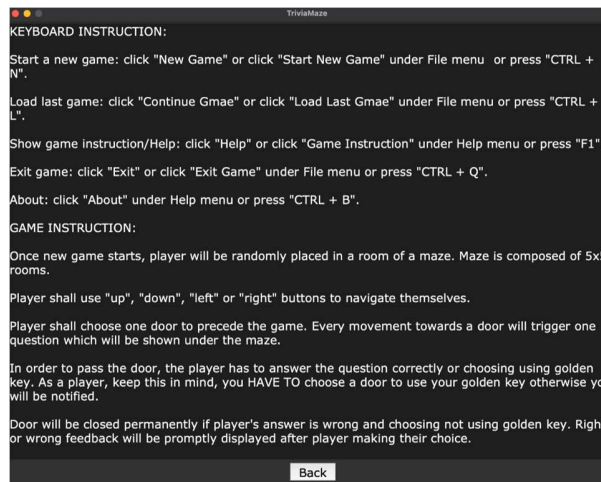 TriviaMaze
KEYBOARD INSTRUCTION:
Start a new game: click "New Game" or click "Start New Game" under File menu or press "CTRL +
N".
Load last game: click "Continue Gmae" or click "Load Last Gmae" under File menu or press "CTRL +
L".
Show game instruction/Help: click "Help" or click "Game Instruction" under Help menu or press "F1"
Exit game: click "Exit" or click "Exit Game" under File menu or press "CTRL + Q".
About: click "About" under Help menu or press "CTRL + B".
GAME INSTRUCTION:
Once new game starts, player will be randomly placed in a room of a maze. Maze is composed of 5x
rooms.
Player shall use "up", "down", "left" or "right" buttons to navigate themselves.
Player shall choose one door to precede the game. Every movement towards a door will trigger one
question which will be shown under the maze.
In order to pass the door, the player has to answer the question correctly or choosing using golden
key. As a player, keep this in mind, you HAVE TO choose a door to use your golden key otherwise yo
will be notified.
Door will be closed permanently if player's answer is wrong and choosing not using golden key. Righ
or wrong feedback will be promptly displayed after player making their choice.
Back